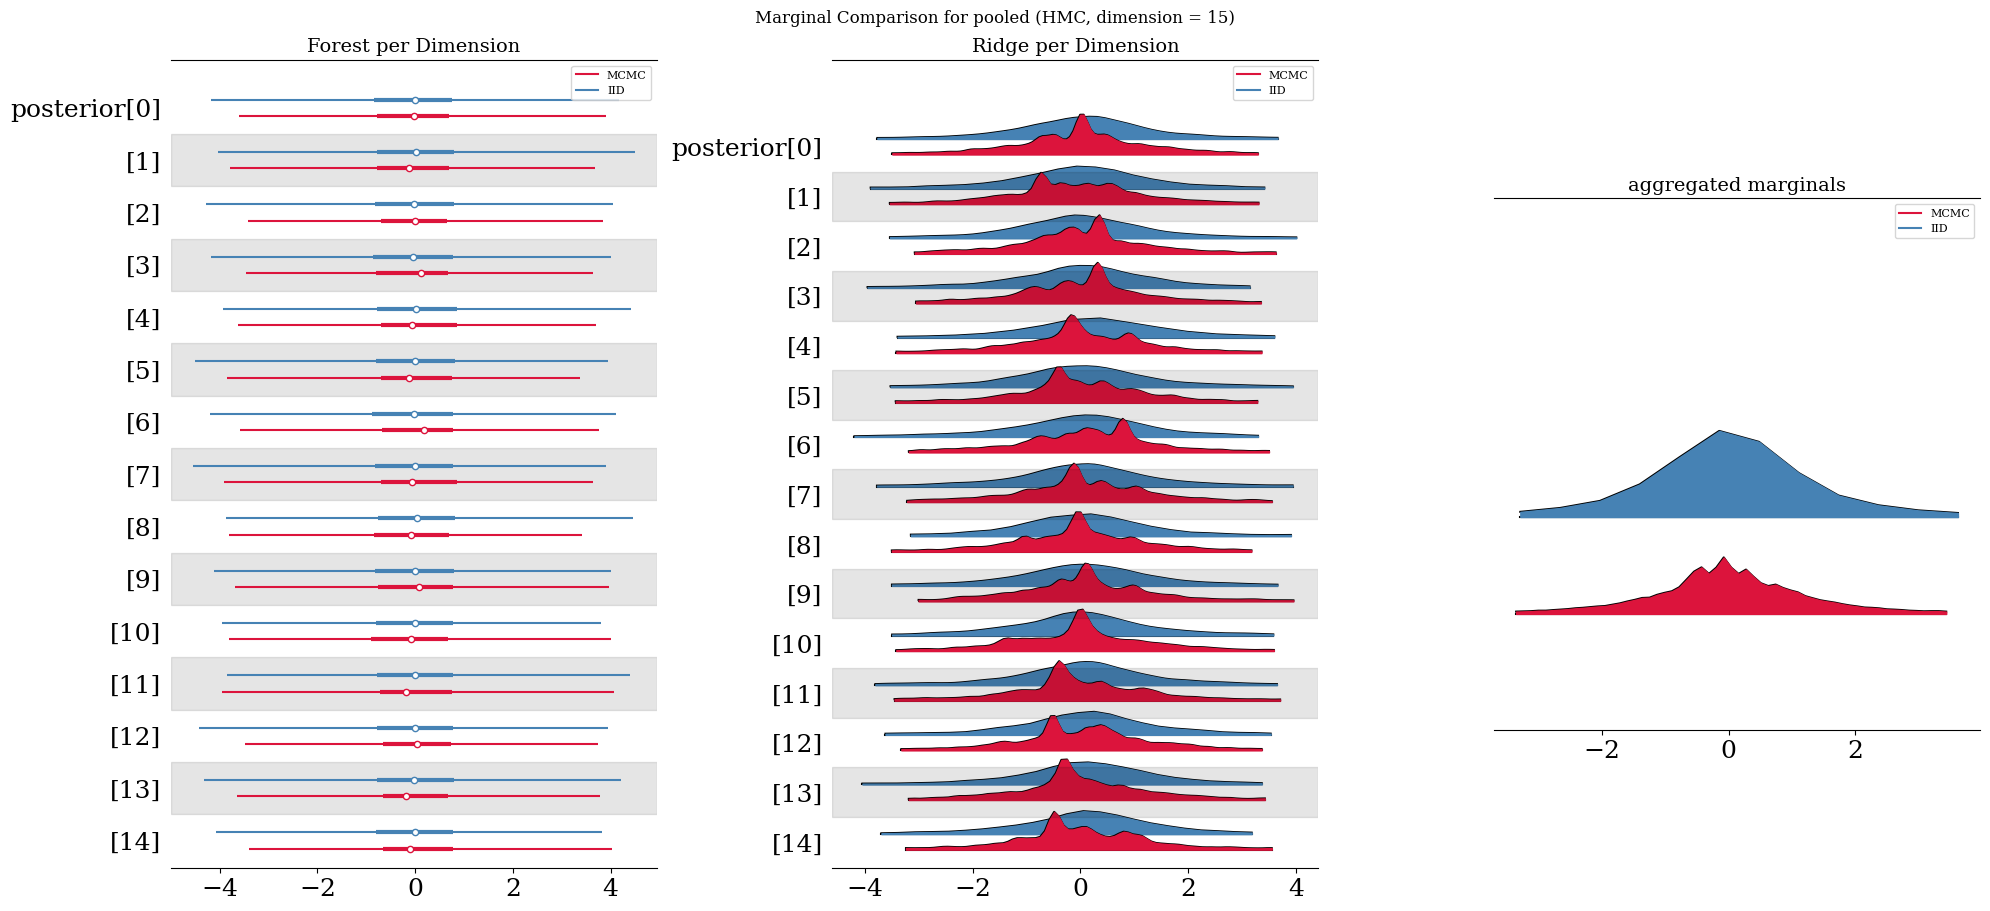 Marginal Comparison for pooled (HMC, dimension = 15)
Forest per Dimension
MCMC
IID
posterior[0]
[1]
[2]
[3]
[4]
[5]
[6]
[7]
[8]
[9]
[10]
[11]
[12]
[13]
[14]
−4 −2 0 2 4
Ridge per Dimension
MCMC
IID
posterior[0]
[1]
[2]
[3]
[4]
[5]
[6]
[7]
[8]
[9]
[10]
[11]
[12]
[13]
[14]
−4 −2 0 2 4
aggregated marginals
MCMC
IID
−2 0 2